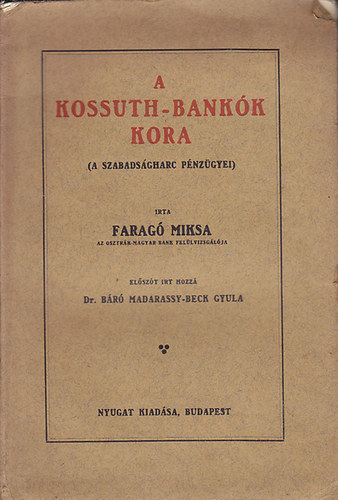 A
KOSSUTH-BANKÓK
KORA
(A SZABADSÁGHARC PÉNZÜGYEI)
IRTA
FARAGÓ MIKSA
AZ OSZTRÁK-MAGYAR BANK FELÜLVIZSGÁLÓJA
ELŐSZÓT IRT HOZZÁ
Dr. BÁRÓ MADARASSY-BECK GYULA
NYUGAT KIADÁSA, BUDAPEST